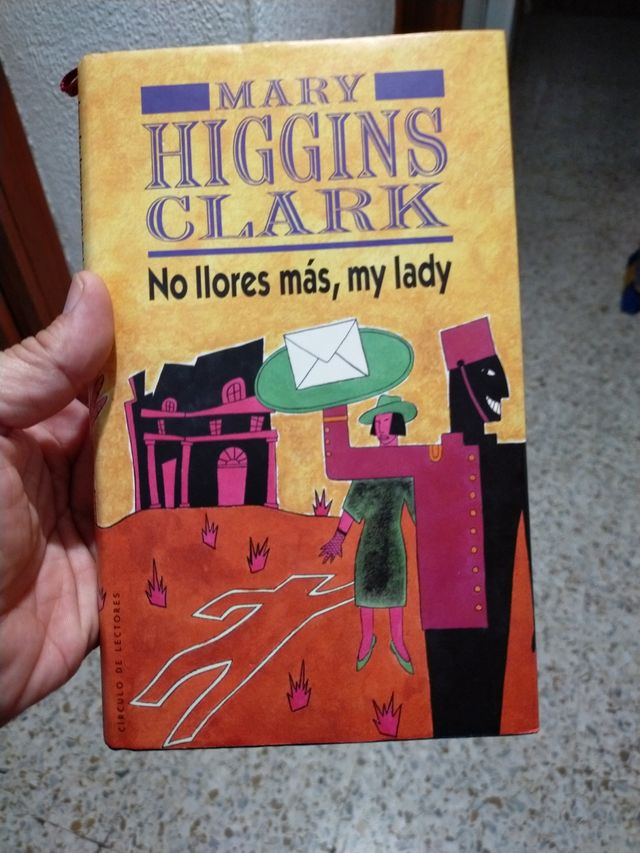 MARY
HIGGINS
CLARK
No llores más, my lady
CÍRCULO DE LECTORES